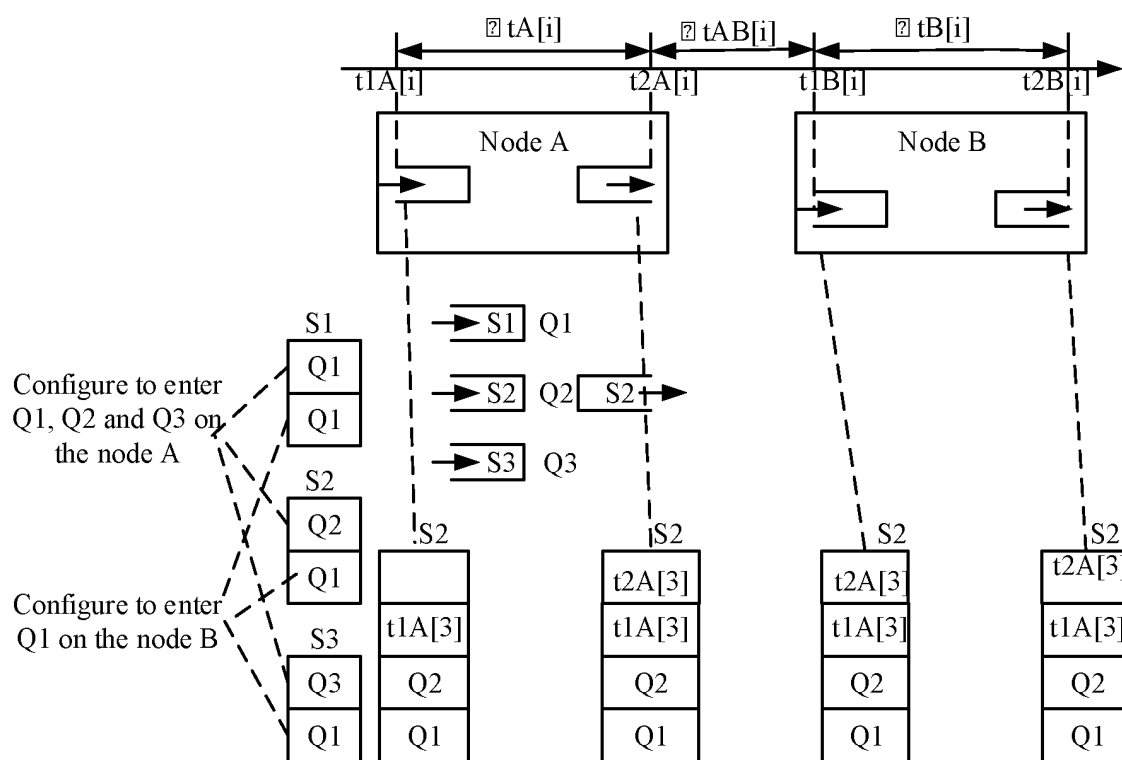 tA[i] tAB[i] tB[i]
t1A[i] t2A[i] t1B[i] t2B[i]
Node A Node B
S1 Q1
S1
Q1
Configure to enter
Q1, Q2 and Q3 on
the node A
Q1
S2 Q2 S2
S3 Q3
S2
Q2
Q1
Configure to enter
Q1 on the node B
S3
Q3
Q1
S2 S2 S2 S2
t2A[3] t2A[3] t2A[3]
t1A[3] t1A[3] t1A[3] t1A[3]
Q2 Q2 Q2 Q2
Q1 Q1 Q1 Q1